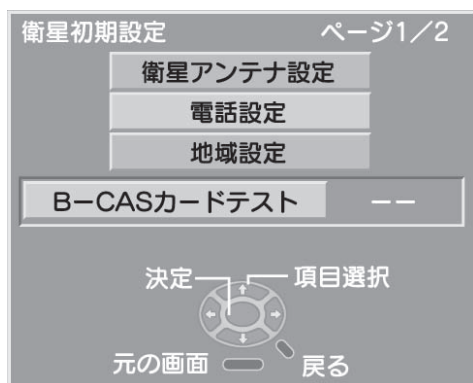 衛星初期設定 ページ1／2
衛星アンテナ設定
電話設定
地域設定
B－CASカードテスト －－
決定 項目選択
元の画面 戻る